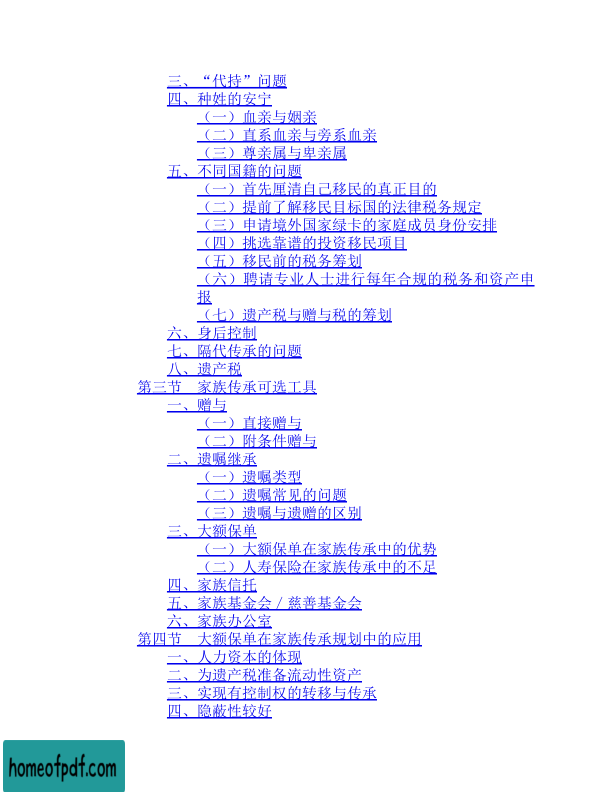 三、“代持”问题
四、种姓的安宁
（一）血亲与姻亲
（二）直系血亲与旁系血亲
（三）尊亲属与卑亲属
五、不同国籍的问题
（一）首先厘清自己移民的真正目的
（二）提前了解移民目标国的法律税务规定
（三）申请境外国家绿卡的家庭成员身份安排
（四）挑选靠谱的投资移民项目
（五）移民前的税务筹划
（六）聘请专业人士进行每年合规的税务和资产申
报
（七）遗产税与赠与税的筹划
六、身后控制
七、隔代传承的问题
八、遗产税
第三节　家族传承可选工具
一、赠与
（一）直接赠与
（二）附条件赠与
二、遗嘱继承
（一）遗嘱类型
（二）遗嘱常见的问题
（三）遗嘱与遗赠的区别
三、大额保单
（一）大额保单在家族传承中的优势
（二）人寿保险在家族传承中的不足
四、家族信托
五、家族基金会／慈善基金会
六、家族办公室
第四节　大额保单在家族传承规划中的应用
一、人力资本的体现
二、为遗产税准备流动性资产
三、实现有控制权的转移与传承
四、隐蔽性较好
homeofpdf.com